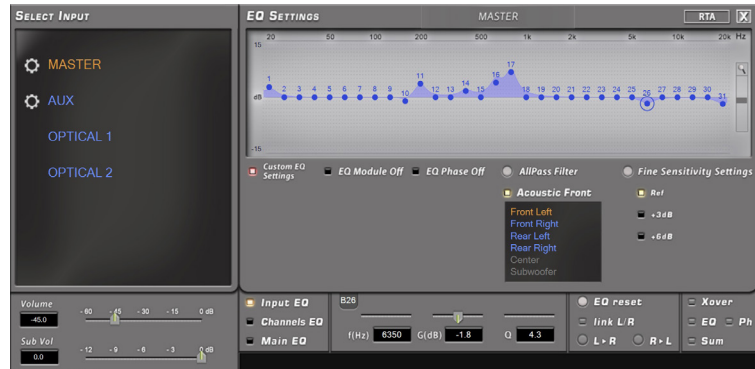 SELECT INPUT
MASTER
AUX
OPTICAL 1
OPTICAL 2
EQ SETTINGS MASTER RTA X
20 50 100 200 500 1k 2k 5k 10k 20k Hz
15
dB
-15
1 2 3 4 5 6 7 8 9 10 11 12 13 14 15 16 17 18 19 20 21 22 23 24 25 26 27 28 29 30 31
Custom EQ Settings EQ Module Off EQ Phase Off AllPass Filter Fine Sensitivity Settings
Acoustic Front Ref
Front Left
Front Right +3dB
Rear Left
Rear Right +6dB
Center
Subwoofer
Volume
-45.0 -60 -45 -30 -15 0 dB
Sub Vol
0.0 -12 -9 -6 -3 0 dB
Input EQ B26 EQ reset Xover
Channels EQ link L/R EQ Ph
Main EQ f(Hz) 6350 G(dB) -1.8 Q 4.3 L▸R R▸L Sum